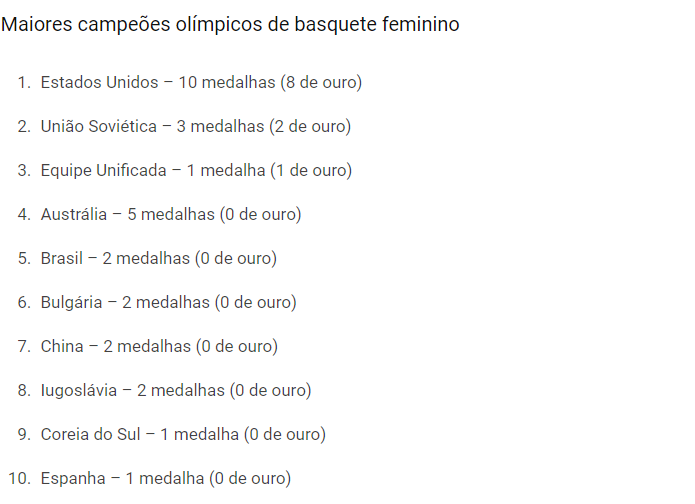 Maiores campeões olímpicos de basquete feminino
1. Estados Unidos – 10 medalhas (8 de ouro)
2. União Soviética – 3 medalhas (2 de ouro)
3. Equipe Unificada – 1 medalha (1 de ouro)
4. Austrália – 5 medalhas (0 de ouro)
5. Brasil – 2 medalhas (0 de ouro)
6. Bulgária – 2 medalhas (0 de ouro)
7. China – 2 medalhas (0 de ouro)
8. Iugoslávia – 2 medalhas (0 de ouro)
9. Coreia do Sul – 1 medalha (0 de ouro)
10. Espanha – 1 medalha (0 de ouro)